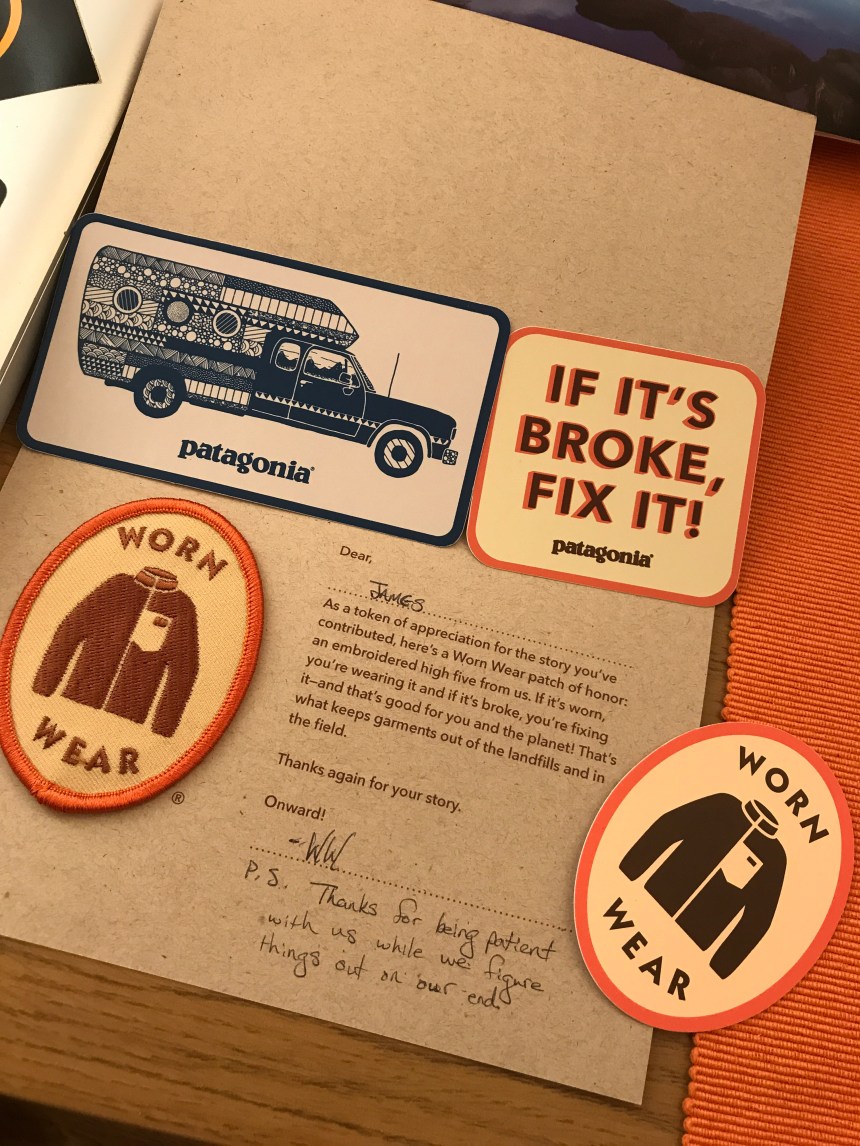 patagonia®
IF IT'S
BROKE,
FIX IT!
patagonia®
WORN
WEAR
®
Dear,
JAMES
As a token of appreciation for the story you've
contributed, here's a Worn Wear patch of honor:
an embroidered high five from us. If it's worn,
you're wearing it and if it's broke, you're fixing
it—and that's good for you and the planet! That's
what keeps garments out of the landfills and in
the field.
Thanks again for your story.
Onward!
-WW
P.S. Thanks for being patient
with us while we figure
things out on our end
WORN
WEAR